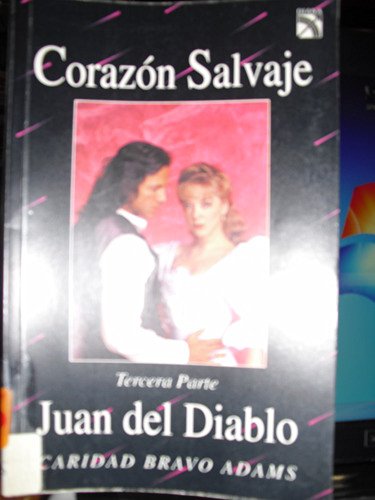 Corazón Salvaje
Tercera Parte
Juan del Diablo
CARIDAD BRAVO ADAMS